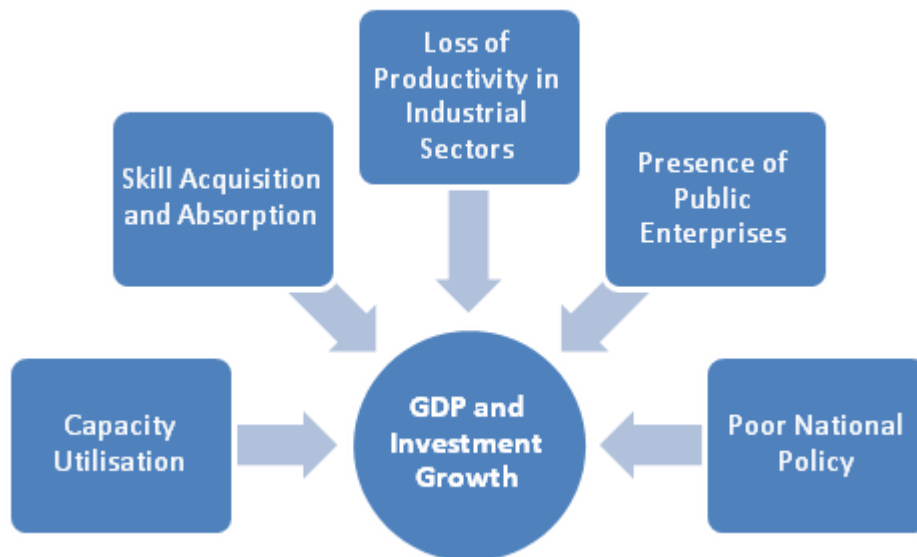 Loss of
Productivity in
Industrial
Sectors
Skill Acquisition
and Absorption
Presence of
Public
Enterprises
Capacity
Utilisation
GDP and
Investment
Growth
Poor National
Policy